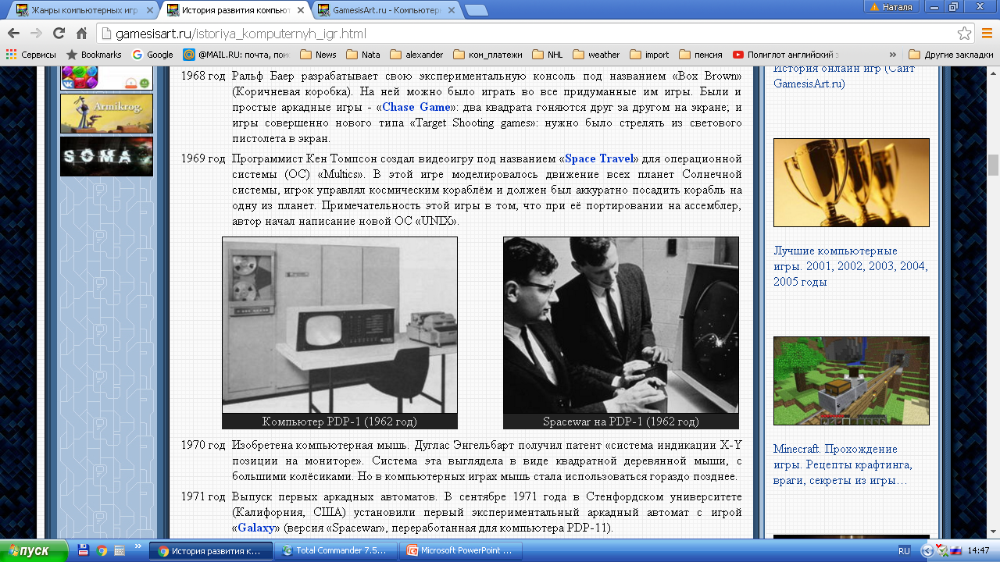 Жанры компьютерных игр
История развития компьют
GamesisArt.ru - Компьютерн
Наталя
gamesisart.ru/istoriya_komputernyh_igr.html
Сервисы
Bookmarks
Google
@MAIL.RU: почта, пои
News
Nata
alexander
ком_платежи
NHL
weather
import
пенсия
Полиглот английский з
»
Другие закладки
Armikrog.
SOMA
1968 год Ральф Баер разрабатывает свою экспериментальную консоль под названием «Box Brown»
(Коричневая коробка). На ней можно было играть во все придуманные им игры. Были и
простые аркадные игры - «Chase Game»: два квадрата гоняются друг за другом на экране, и
игры совершенно нового типа «Target Shooting games»: нужно было стрелять из светового
пистолета в экран.
1969 год Программист Кен Томпсон создал видеоигру под названием «Space Travel» для операционной
системы (ОС) «Multics». В этой игре моделировалось движение всех планет Солнечной
системы, игрок управлял космическим кораблём и должен был аккуратно посадить корабль на
одну из планет. Примечательность этой игры в том, что при её портировании на ассемблер,
автор нашёл название новой ОС «UNIX».
Компьютер PDP-1 (1962 год)
Spacewar на PDP-1 (1962 год)
1970 год Изобретена компьютерная мышь. Дуглас Энгельбарт получил патент «система индикации X-Y
позиции на мониторе». Система эта выглядела в виде квадратной деревянной мыши, с
большими колёсиками. Но в компьютерных играх мышь стала использоваться гораздо позднее.
1971 год Выпуск первых аркадных автоматов. В сентябре 1971 года в Стенфордском университете
(Калифорния, США) установили первый экспериментальный аркадный автомат с игрой
«Galaxy» (версия «Spacewar», переработанная для компьютера PDP-11).
История онлайн игр (Сайт
GamesisArt.ru)
Лучшие компьютерные
игры. 2001, 2002, 2003, 2004,
2005 годы
Minecraft. Прохождение
игры. Рецепты крафтинга,
враги, секреты из игры…
пуск
»
История развития к…
Total Commander
Microsoft PowerPoint …
RU
14:47